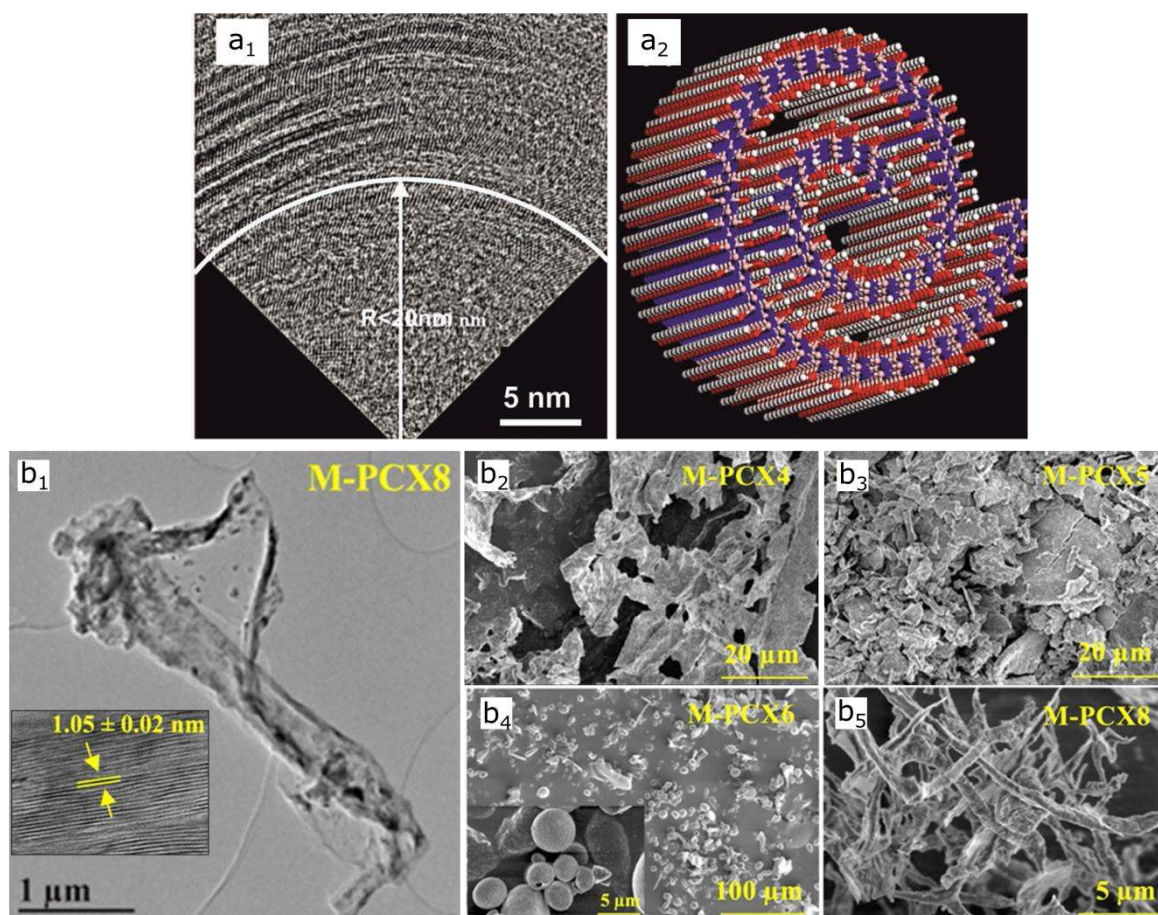 a1
a2
R<20nm
5 nm
b1
M-PCX8
1.05 ± 0.02 nm
1 µm
b2
M-PCX4
20 µm
b3
M-PCX5
20 µm
b4
M-PCX6
5 µm
100 µm
b5
M-PCX8
5 µm